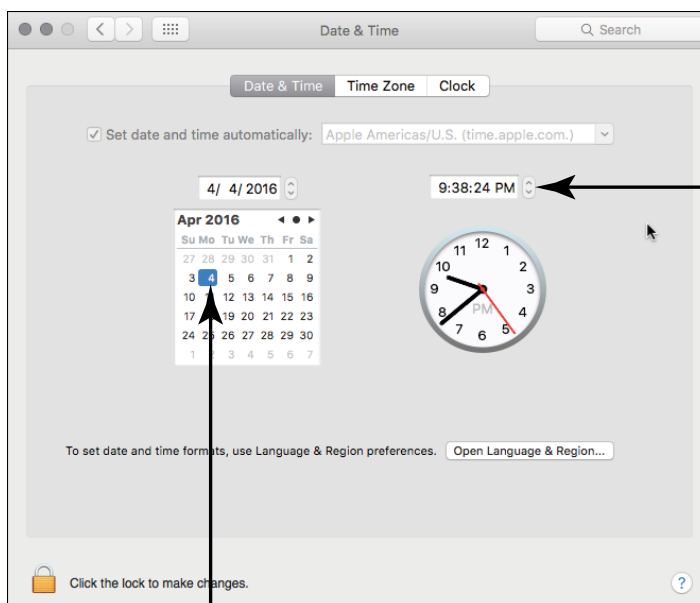 Date & Time
Search
Date & Time Time Zone Clock
Set date and time automatically: Apple Americas/U.S. (time.apple.com.)
4/ 4/2016
9:38:24 PM
Apr 2016
Su Mo Tu We Th Fr Sa
27 28 29 30 31 1 2
3 4 5 6 7 8 9
10 12 13 14 15 16
17 19 20 21 22 23
24 26 27 28 29 30
1 3 4 5 6 7
12
11 1
10 2
9 3
PM
8 4
7 5
6
To set date and time formats, use Language & Region preferences. Open Language & Region...
Click the lock to make changes.
?